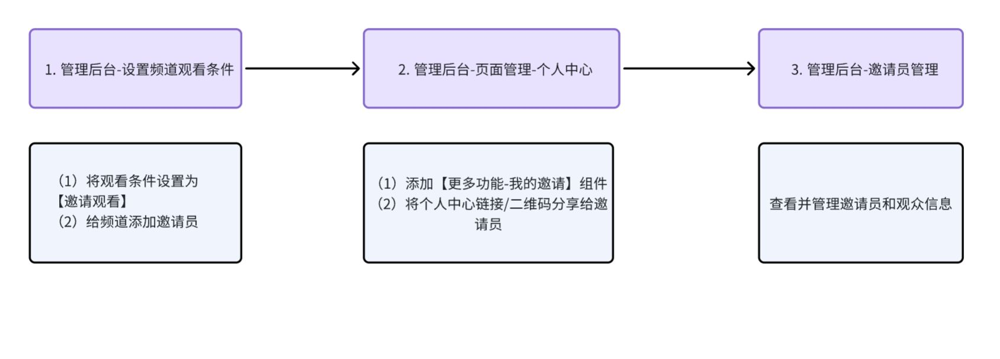 1. 管理后台-设置频道观看条件
2. 管理后台-页面管理-个人中心
3. 管理后台-邀请员管理
（1）将观看条件设置为
【邀请观看】
（2）给频道添加邀请员
（1）添加【更多功能-我的邀请】组件
（2）将个人中心链接/二维码分享给邀
请员
查看并管理邀请员和观众信息